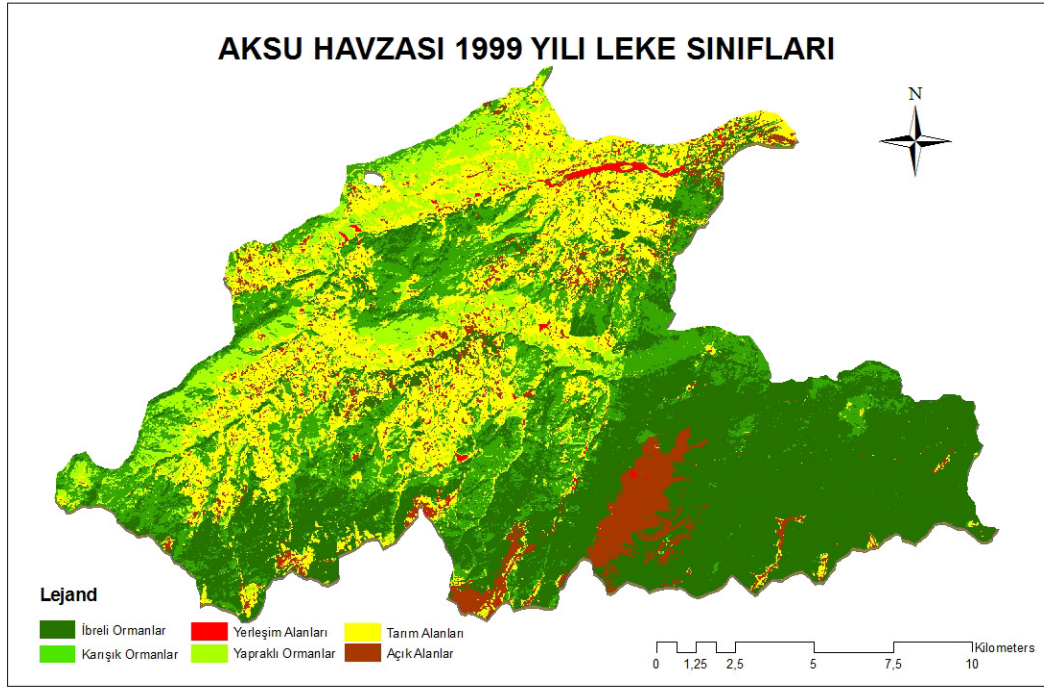 AKSU HAVZASI 1999 YILI LEKE SINIFLARI
N
Lejand
İbreli Ormanlar
Yerleşim Alanları
Tarım Alanları
Karışık Ormanlar
Yapraklı Ormanlar
Açık Alanlar
Kilometers
0 1,25 2,5 5 7,5 10